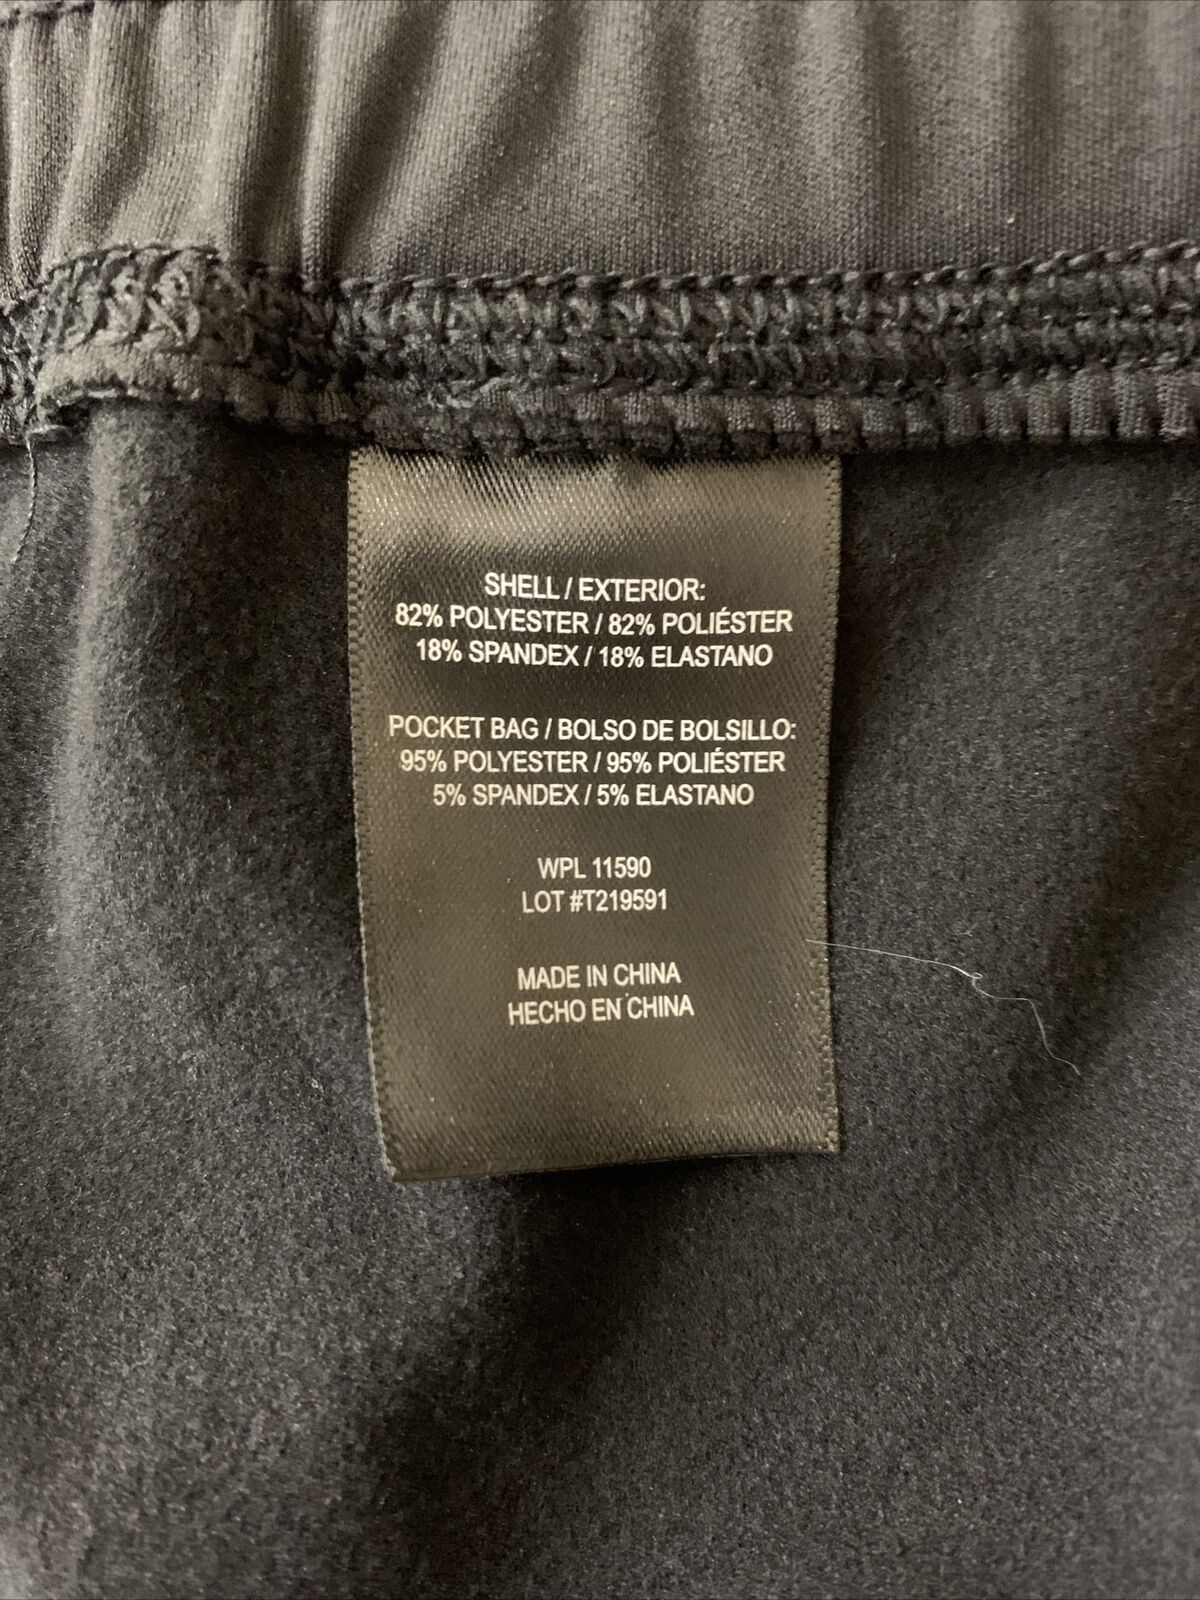 SHELL / EXTERIOR:
82% POLYESTER / 82% POLIÉSTER
18% SPANDEX / 18% ELASTANO
POCKET BAG / BOLSO DE BOLSILLO:
95% POLYESTER / 95% POLIÉSTER
5% SPANDEX / 5% ELASTANO
WPL 11590
LOT #T219591
MADE IN CHINA
HECHO EN CHINA